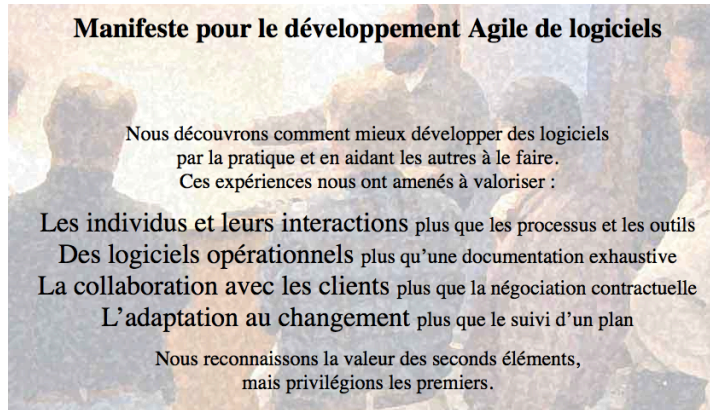 Manifeste pour le développement Agile de logiciels
Nous découvrons comment mieux développer des logiciels
par la pratique et en aidant les autres à le faire.
Ces expériences nous ont amenés à valoriser :
Les individus et leurs interactions plus que les processus et les outils
Des logiciels opérationnels plus qu’une documentation exhaustive
La collaboration avec les clients plus que la négociation contractuelle
L’adaptation au changement plus que le suivi d’un plan
Nous reconnaissons la valeur des seconds éléments,
mais privilégions les premiers.